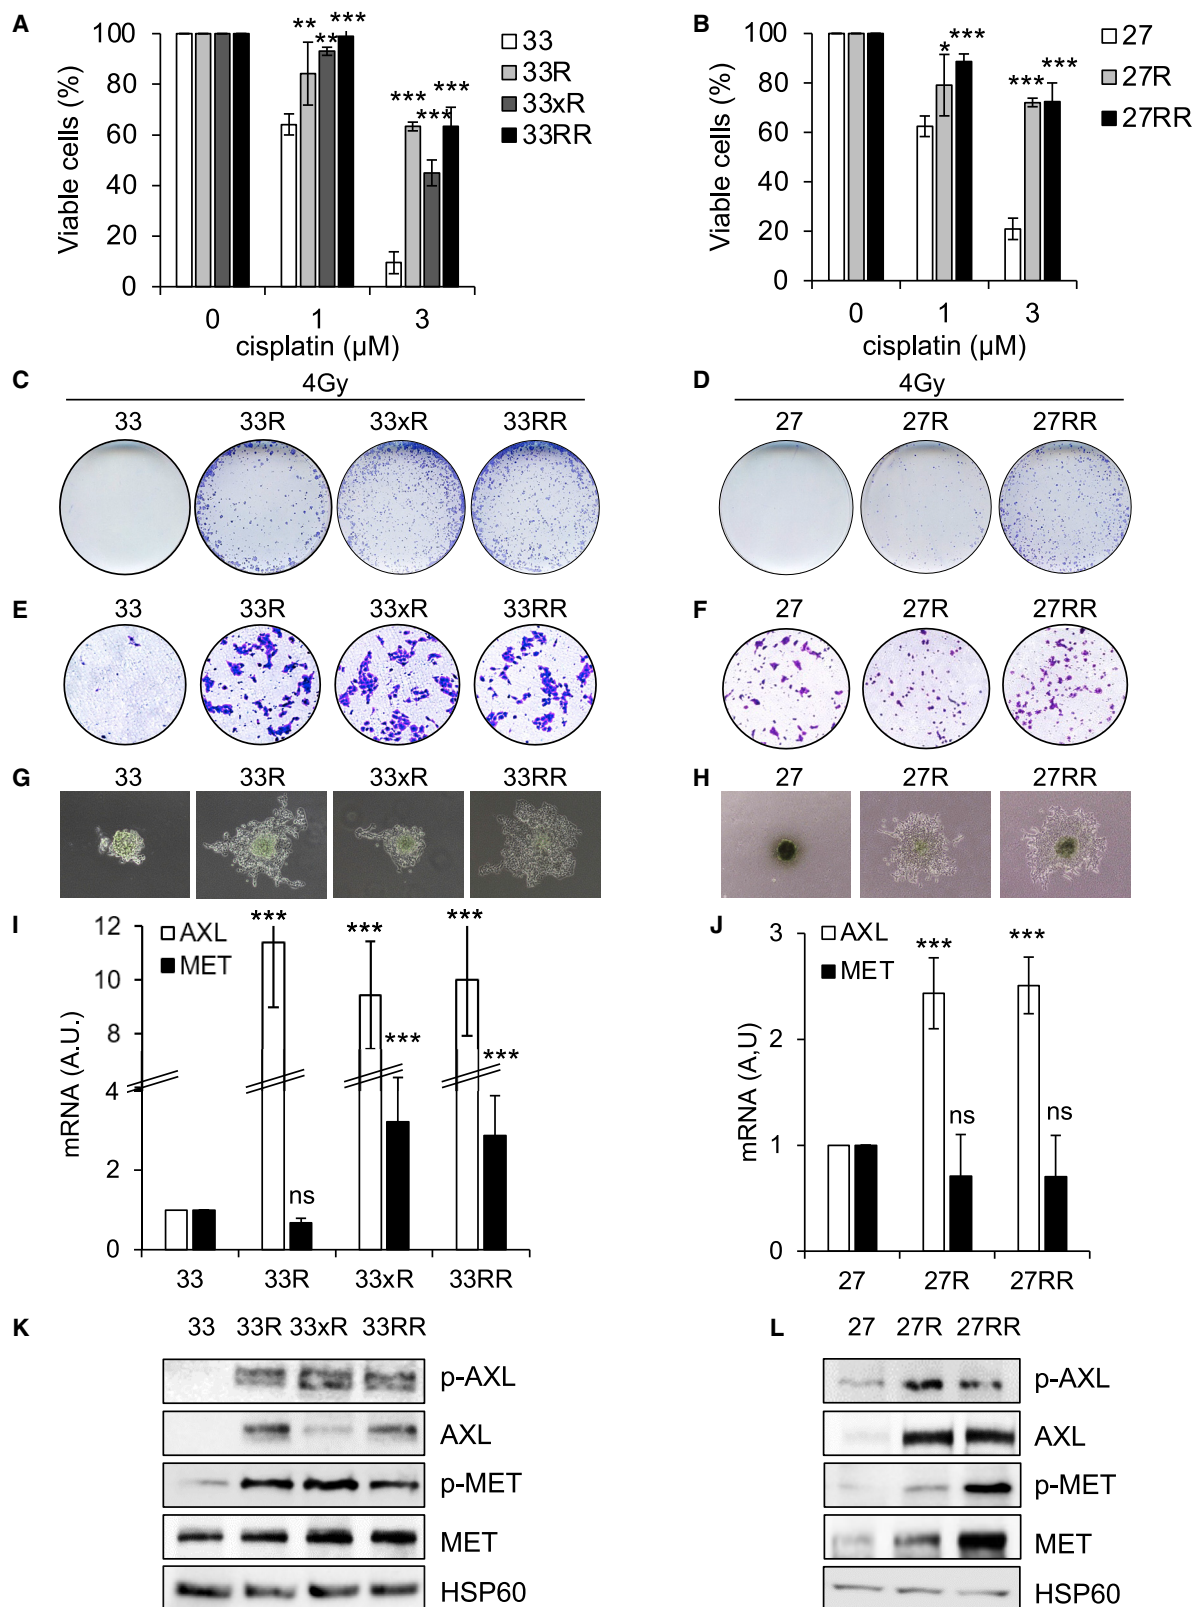 A
100
80
60
40
20
0
Viable cells (%)
** ** ***
*** *** ***
33
33R
33xR
33RR
0 1 3
cisplatin (µM)
B
100
80
60
40
20
0
Viable cells (%)
* ***
*** ***
27
27R
27RR
0 1 3
cisplatin (µM)
C
4Gy
33 33R 33xR 33RR
D
4Gy
27 27R 27RR
E
33 33R 33xR 33RR
F
27 27R 27RR
G
33 33R 33xR 33RR
H
27 27R 27RR
I
12
10
8
4
2
0
mRNA (A.U.)
AXL
MET
*** *** ***
*** ***
ns
33 33R 33xR 33RR
J
3
2
1
0
mRNA (A,U)
AXL
MET
*** ***
ns ns
27 27R 27RR
K
33 33R 33xR 33RR
p-AXL
AXL
p-MET
MET
HSP60
L
27 27R 27RR
p-AXL
AXL
p-MET
MET
HSP60